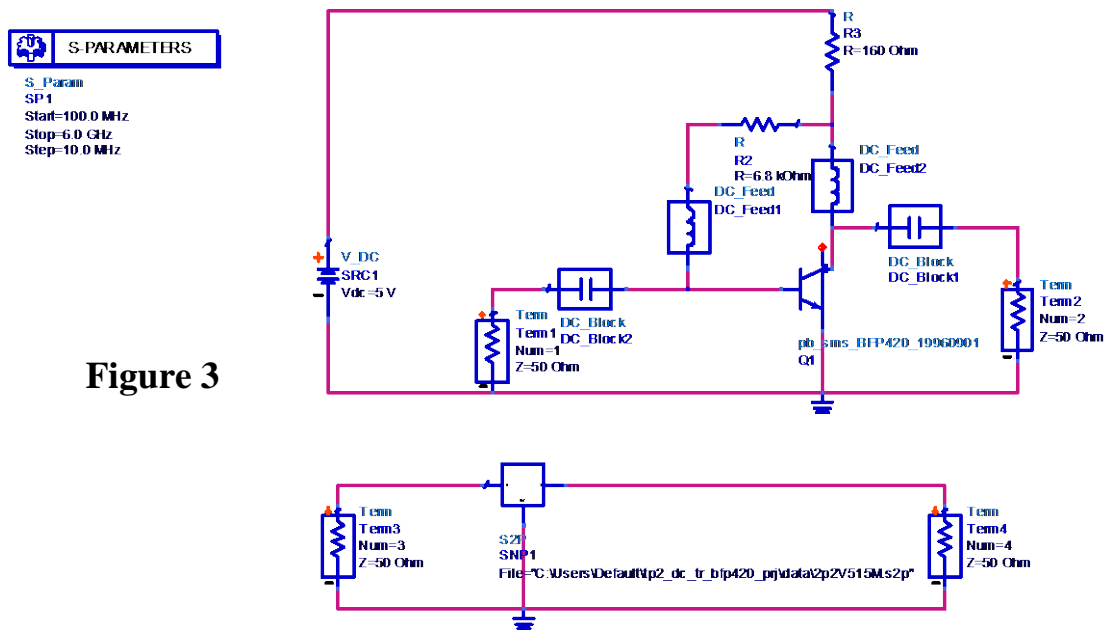 S-PARAMETERS
S_Param
SP1
Start=100.0 MHz
Stop=6.0 GHz
Step=10.0 MHz
R
R3
R=160 Ohm
R
R2
R=6.8 kOhm
DC_Feed
DC_Feed2
DC_Feed
DC_Feed1
V_DC
SRC1
Vdc=5 V
DC_Block
DC_Block1
DC_Block
DC_Block2
Term
Term1
Num=1
Z=50 Ohm
Term
Term2
Num=2
Z=50 Ohm
pb_sms_BFP420_19960901
Q1
Figure 3
Term
Term3
Num=3
Z=50 Ohm
S2P
SNP1
File="C:\Users\Default\tp2_dc_tr_bfp420_prj\data\2p2V515M.s2p"
Term
Term4
Num=4
Z=50 Ohm